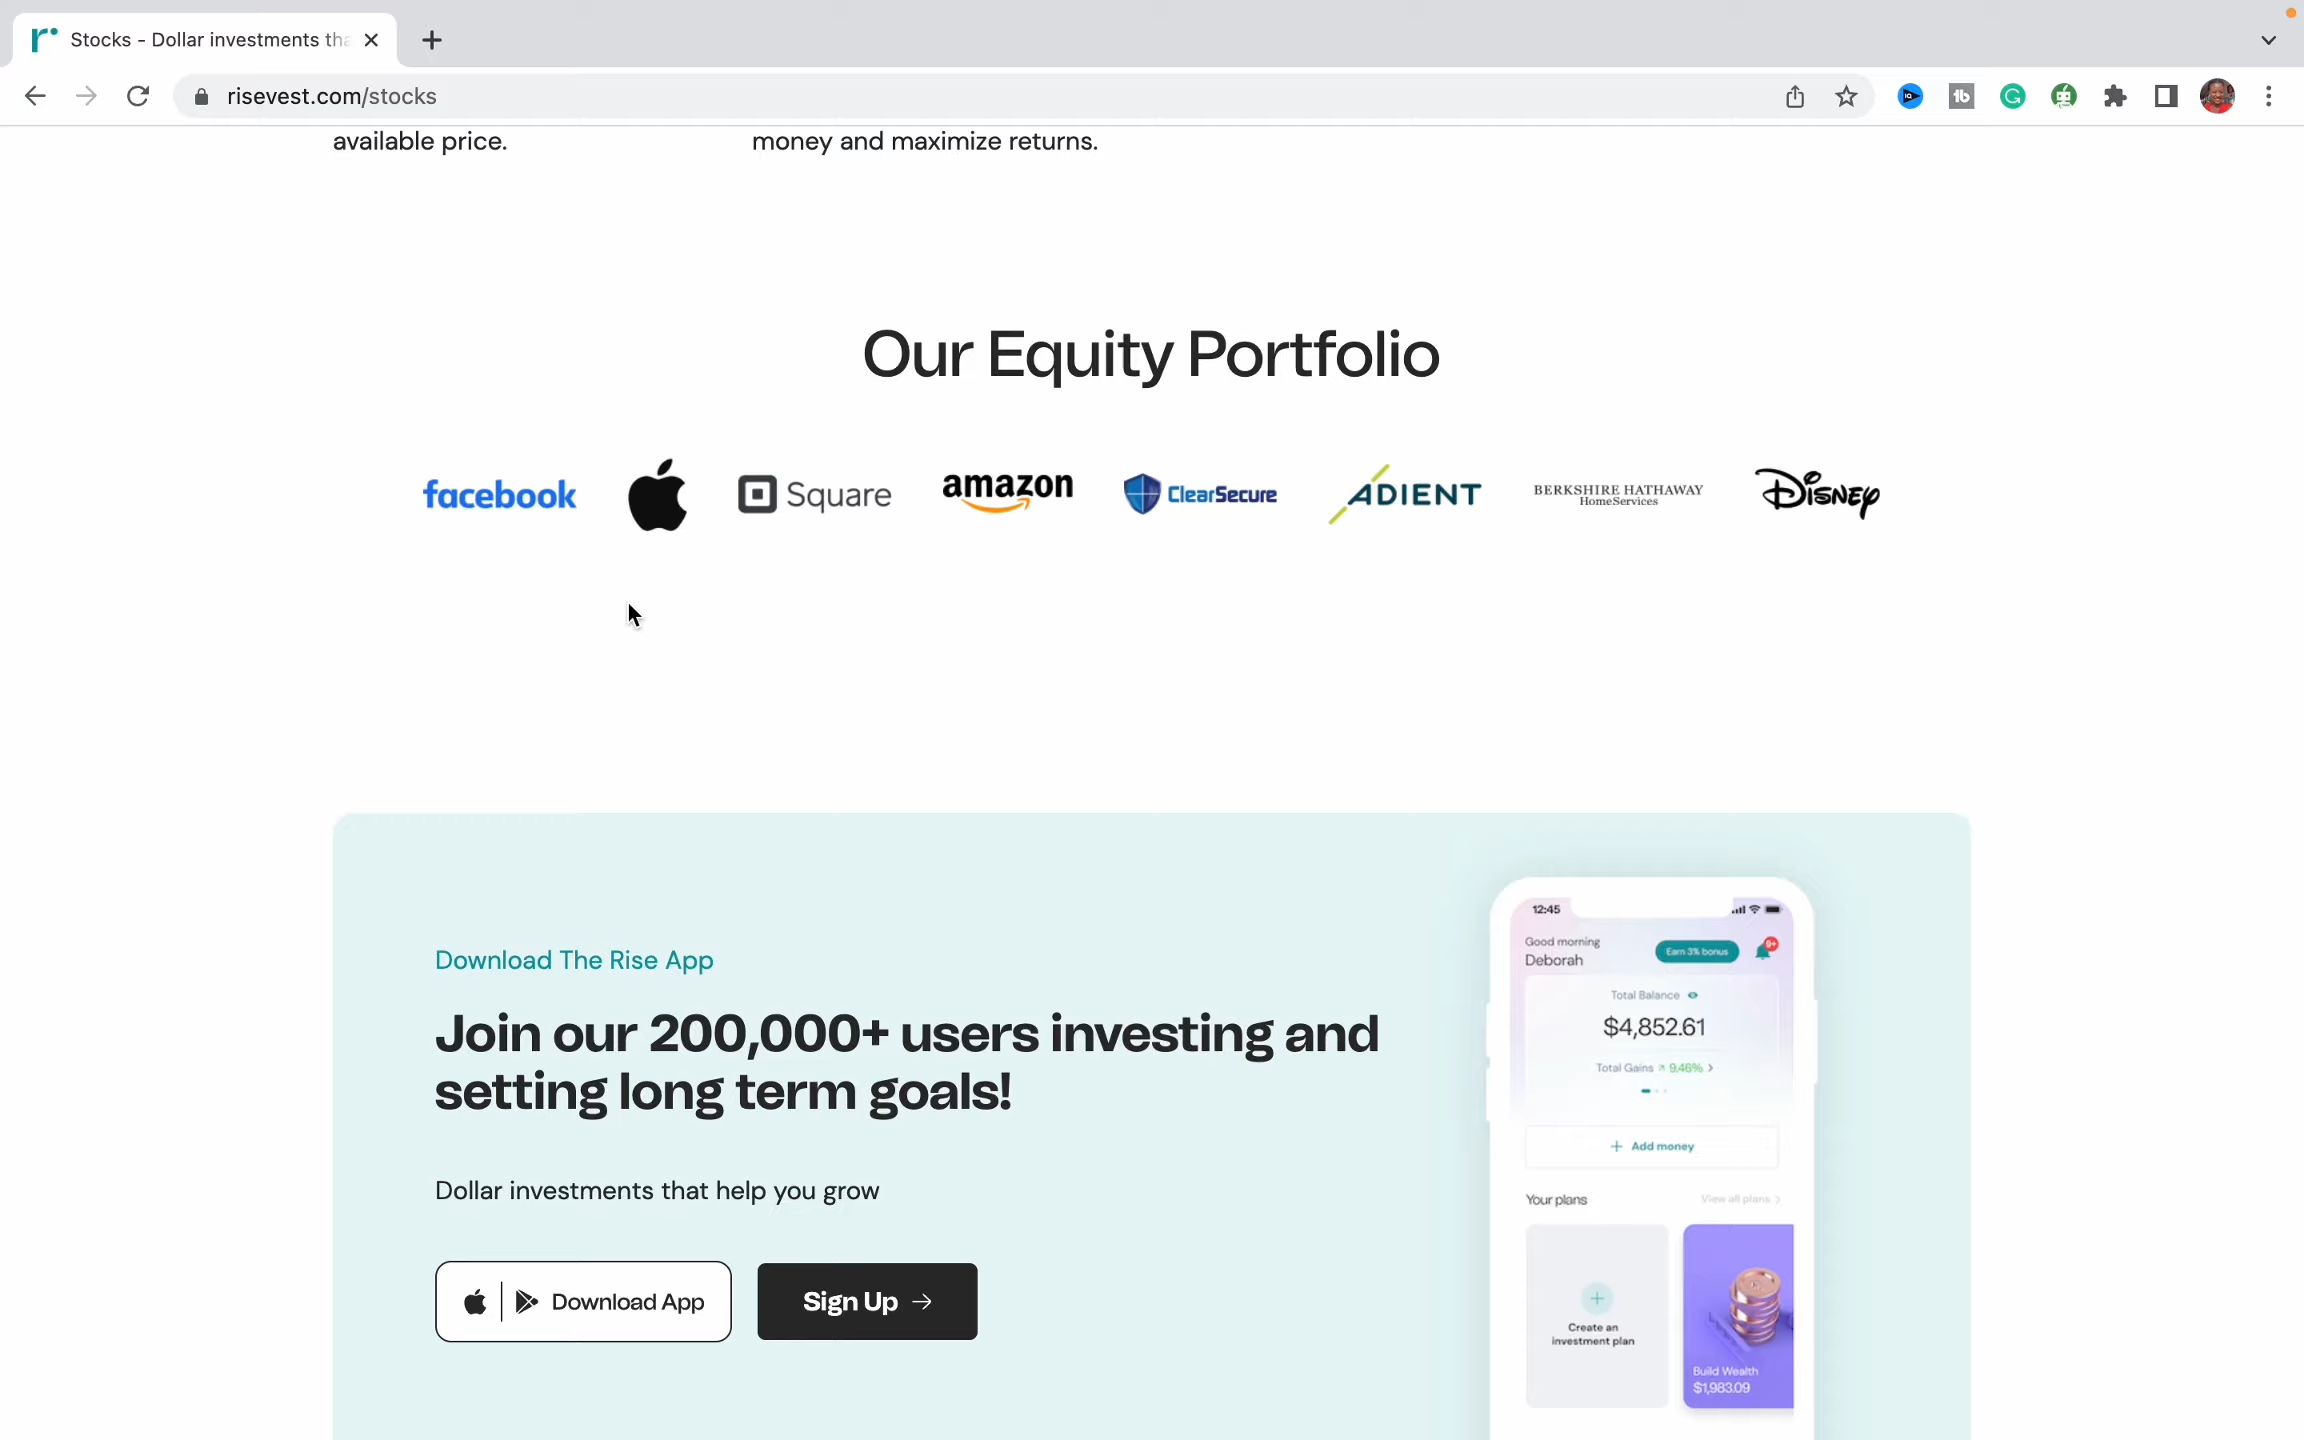 Stocks - Dollar investments tha
risevest.com/stocks
available price.
money and maximize returns.
Our Equity Portfolio
facebook
Square
amazon
ClearSecure
ADIENT
BERKSHIRE HATHAWAY
HomeServices
Disney
Download The Rise App
Join our 200,000+ users investing and
setting long term goals!
Dollar investments that help you grow
Download App
Sign Up →
12:45
Good morning
Deborah
Earn 3% bonus
9+
Total Balance
$4,852.61
Total Gains ↗ 9.46% >
+ Add money
Your plans
View all plans >
Create an
investment plan
Build Wealth
$1,983.09